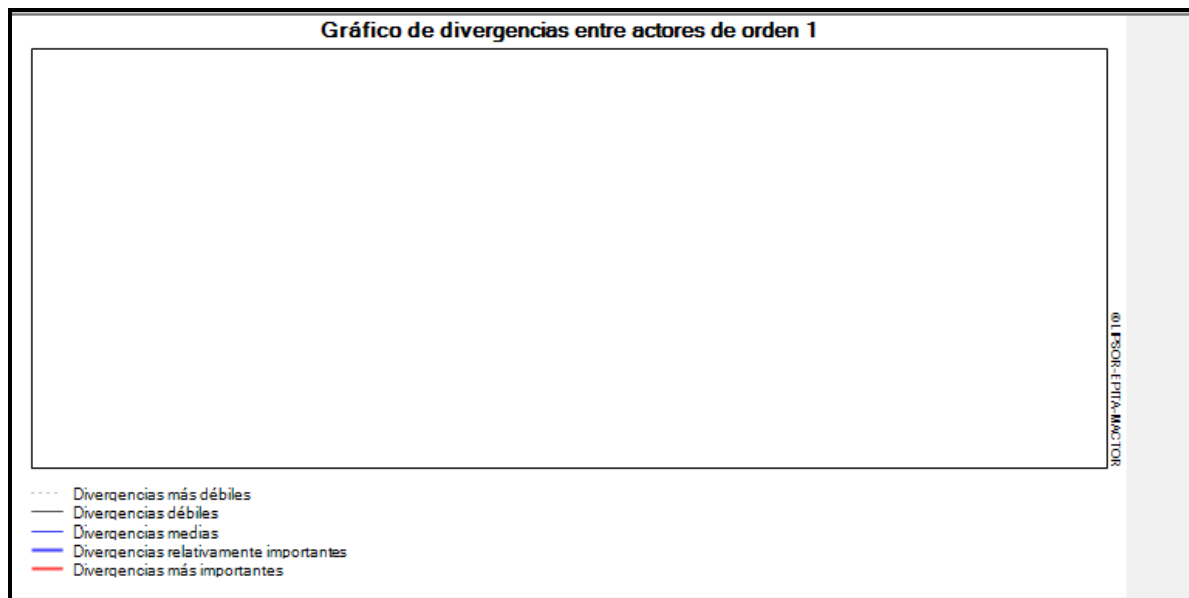 Gráfico de divergencias entre actores de orden 1
©LIPSOR-EPITA-MACTOR
Divergencias más débiles
Divergencias débiles
Divergencias medias
Divergencias relativamente importantes
Divergencias más importantes